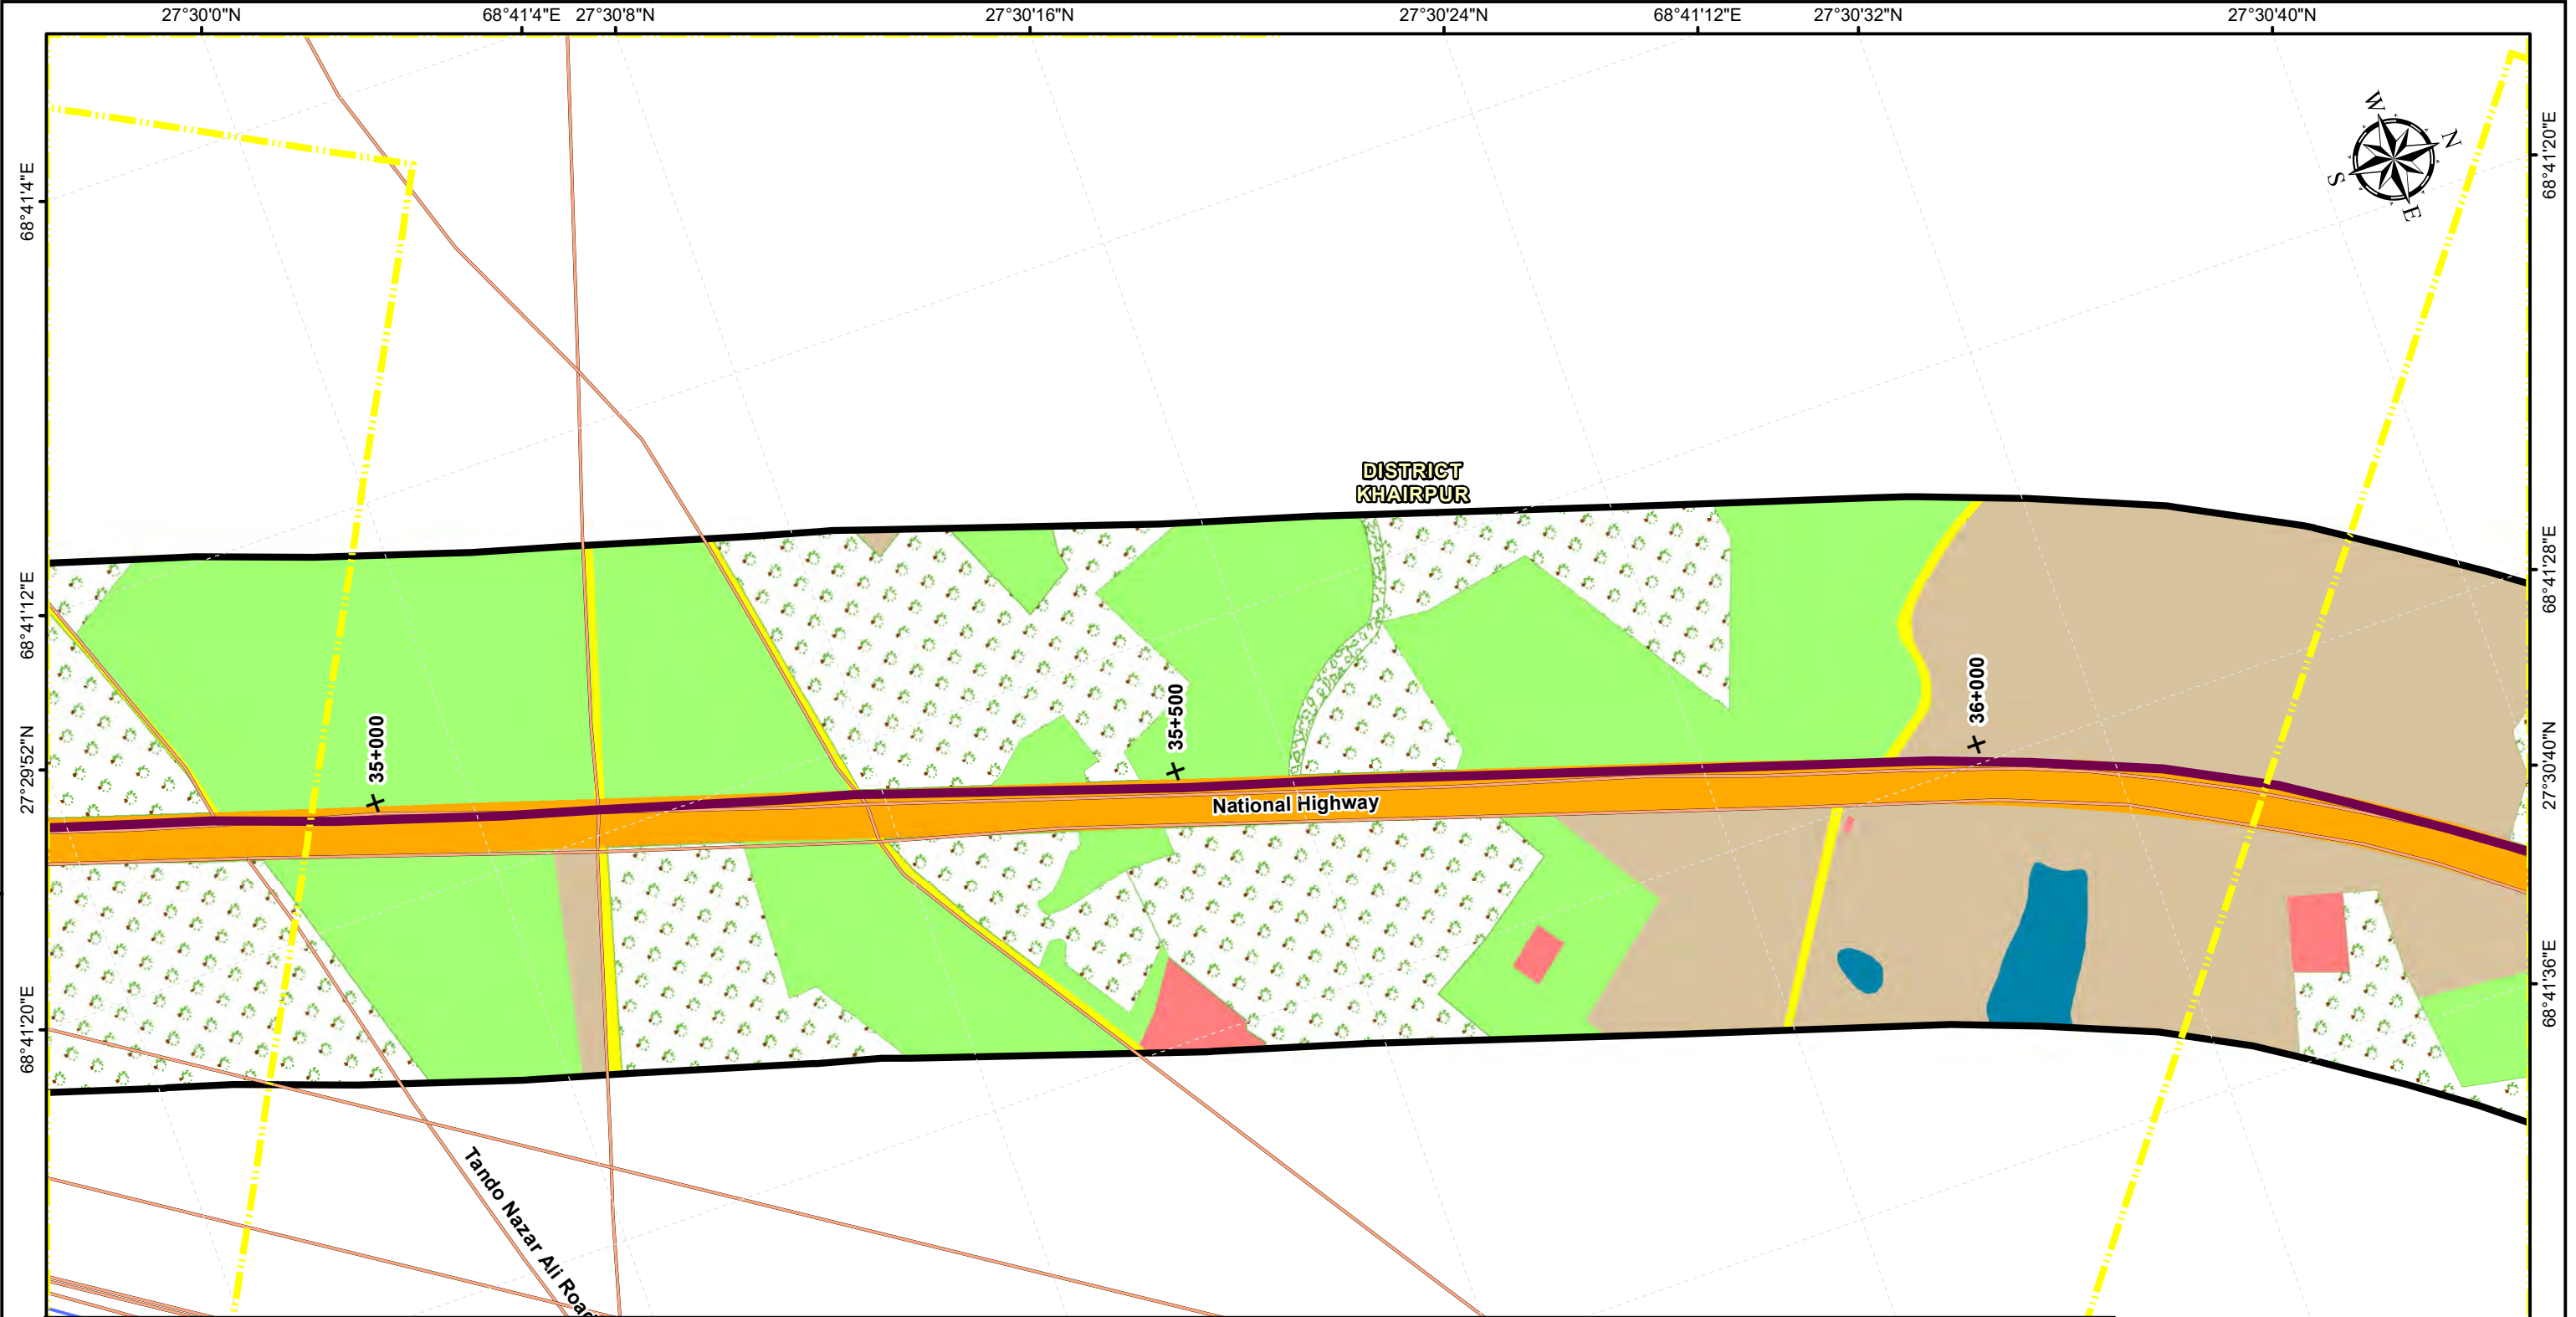 27°30'0"N
68°41'4"E
27°30'8"N
27°30'16"N
27°30'24"N
68°41'12"E
27°30'32"N
27°30'40"N
W
N
S
E
68°41'4"E
68°41'20"E
DISTRICT
KHAIRPUR
68°41'12"E
68°41'28"E
35+000
35+500
36+000
27°29'52"N
27°30'40"N
National Highway
68°41'20"E
68°41'36"E
Tando Nazar Ali Road